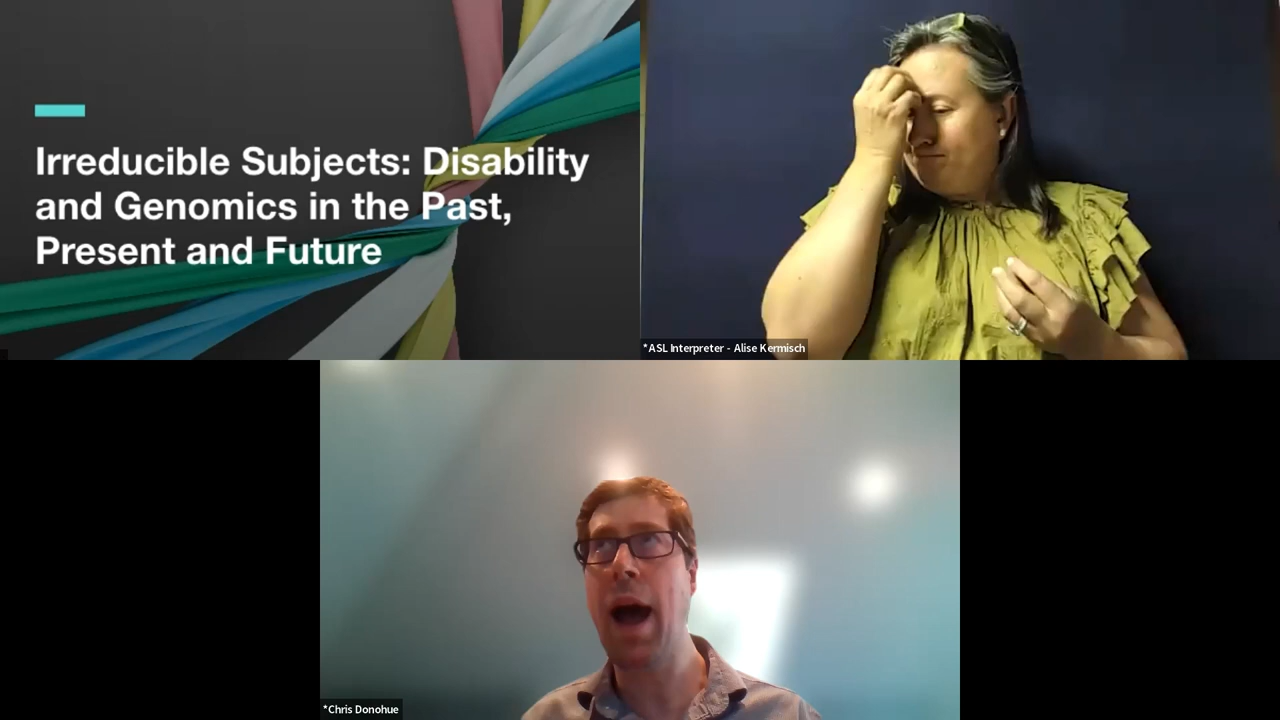 Irreducible Subjects: Disability
and Genomics in the Past,
Present and Future
*ASL Interpreter - Alise Kermisch
*Chris Donohue